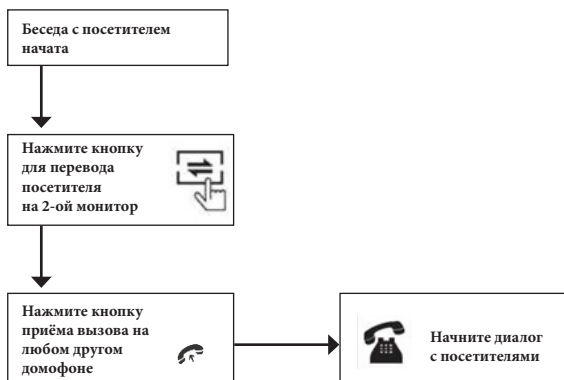 Беседа с посетителем
начата
Нажмите кнопку
для перевода
посетителя
на 2-ой монитор
Нажмите кнопку
приёма вызова на
любом другом
домофоне
Начните диалог
с посетителями